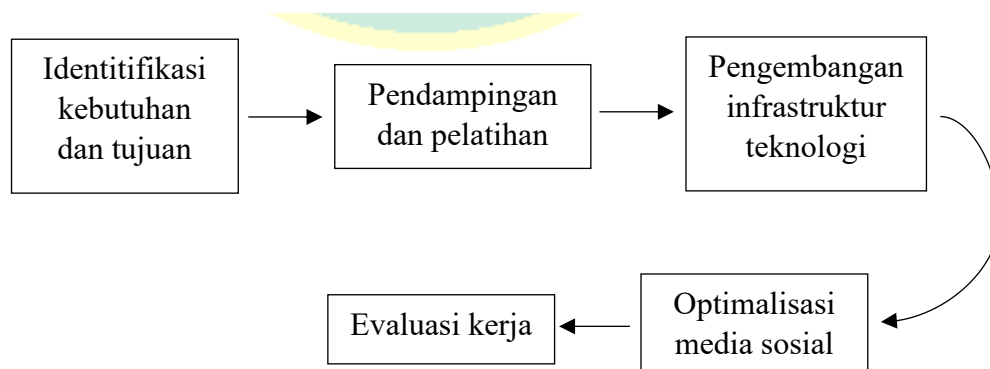 Identitifikasi
kebutuhan
dan tujuan
Pendampingan
dan pelatihan
Pengembangan
infrastruktur
teknologi
Optimalisasi
media sosial
Evaluasi kerja